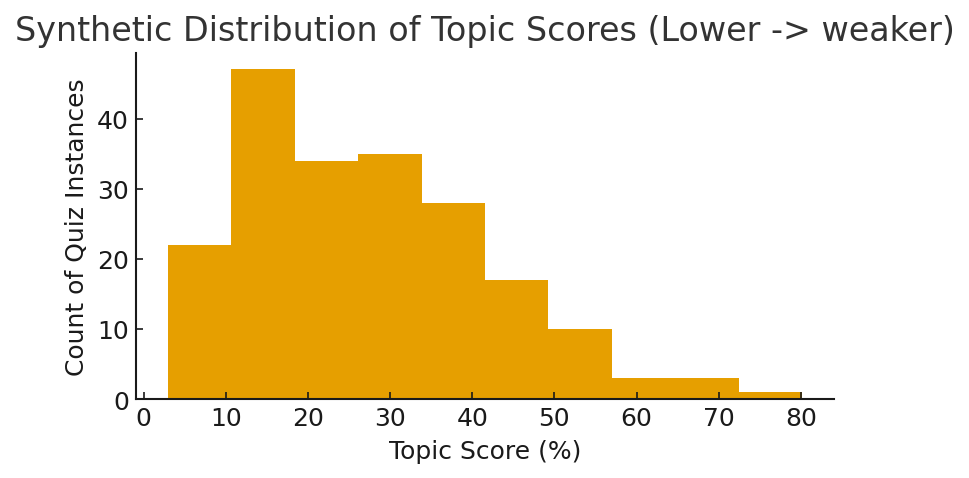 Synthetic Distribution of Topic Scores (Lower -> weaker)
Count of Quiz Instances
40
30
20
10
0
0 10 20 30 40 50 60 70 80
Topic Score (%)